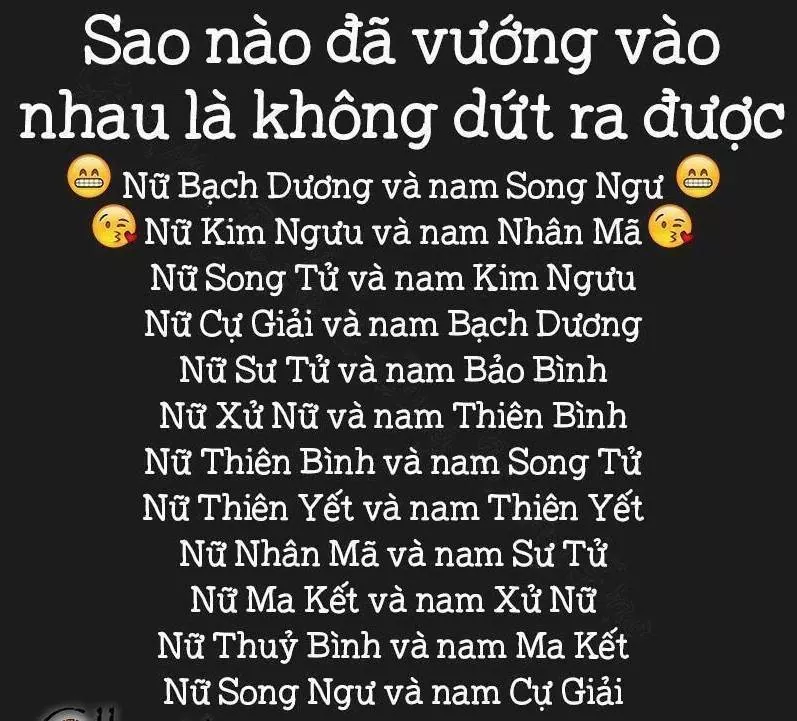 Sao nào đã vướng vào
nhau là không dứt ra được
😁 Nữ Bạch Dương và nam Song Ngư 😁
😘 Nữ Kim Ngưu và nam Nhân Mã 😘
Nữ Song Tử và nam Kim Ngưu
Nữ Cự Giải và nam Bạch Dương
Nữ Sư Tử và nam Bảo Bình
Nữ Xử Nữ và nam Thiên Bình
Nữ Thiên Bình và nam Song Tử
Nữ Thiên Yết và nam Thiên Yết
Nữ Nhân Mã và nam Sư Tử
Nữ Ma Kết và nam Xử Nữ
Nữ Thuỷ Bình và nam Ma Kết
Nữ Song Ngư và nam Cự Giải